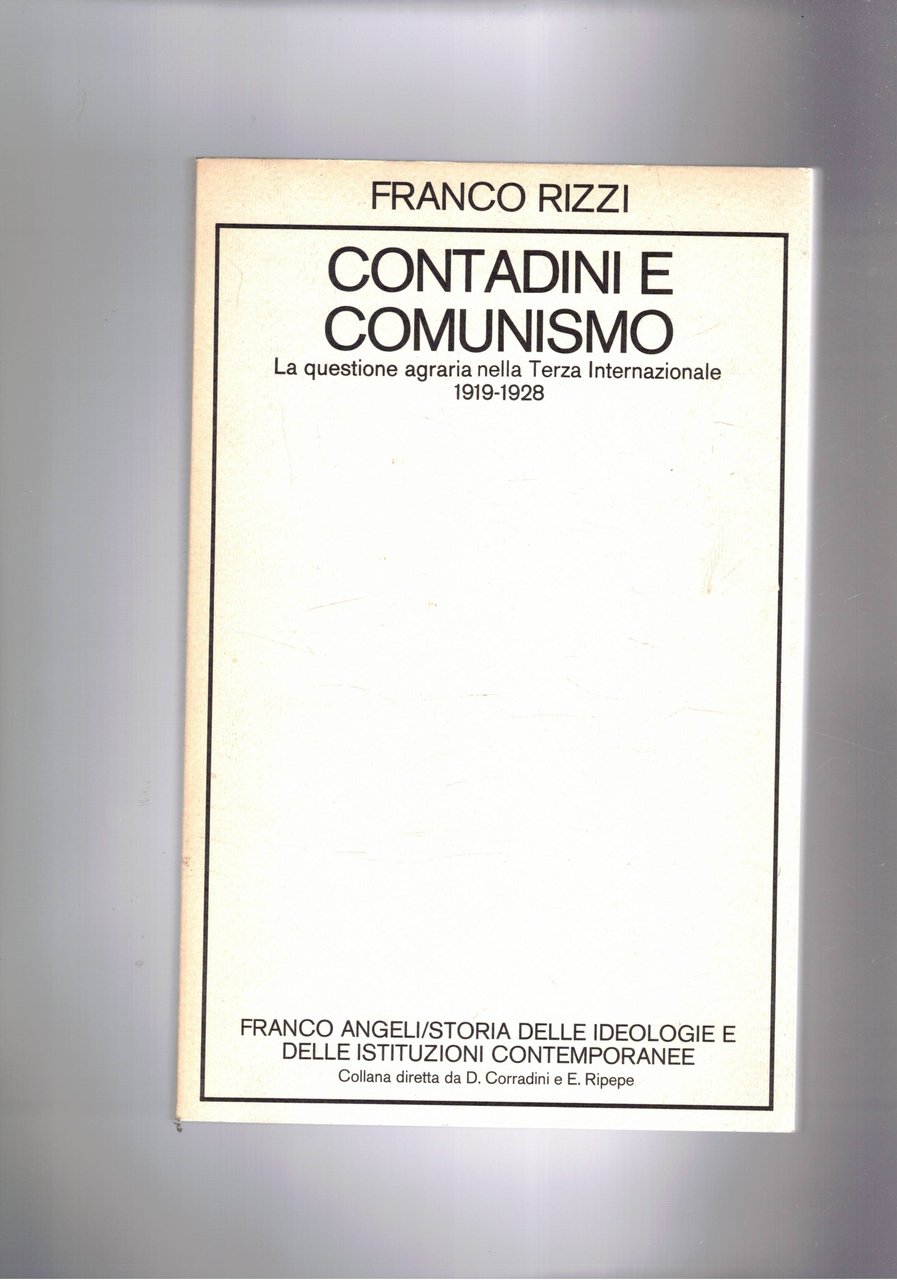 FRANCO RIZZI
CONTADINI E
COMUNISMO
La questione agraria nella Terza Internazionale
1919-1928
FRANCO ANGELI/STORIA DELLE IDEOLOGIE E
DELLE ISTITUZIONI CONTEMPORANEE
Collana diretta da D. Corradini e E. Ripepe